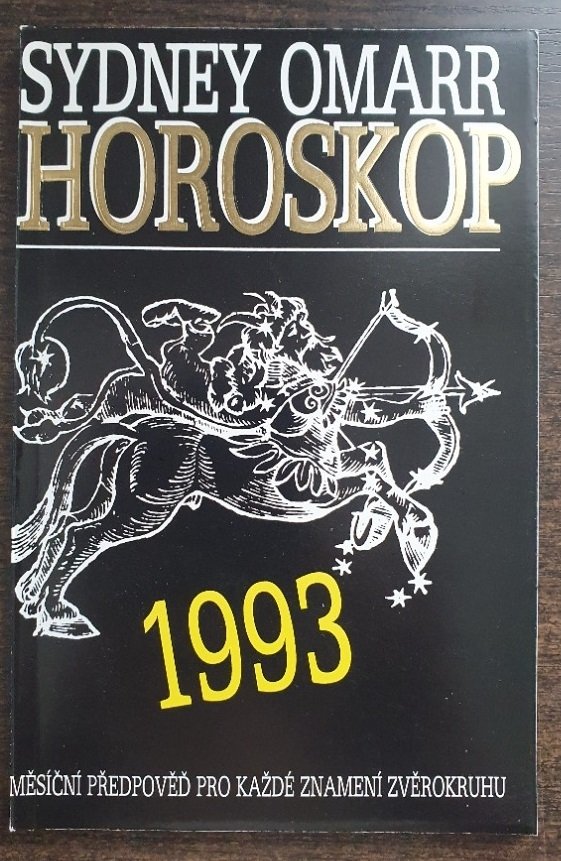 SYDNEY OMARR
HOROSKOP
1993
MĚSÍČNÍ PŘEDPOVĚĎ PRO KAŽDÉ ZNAMENÍ ZVĚROKRUHU